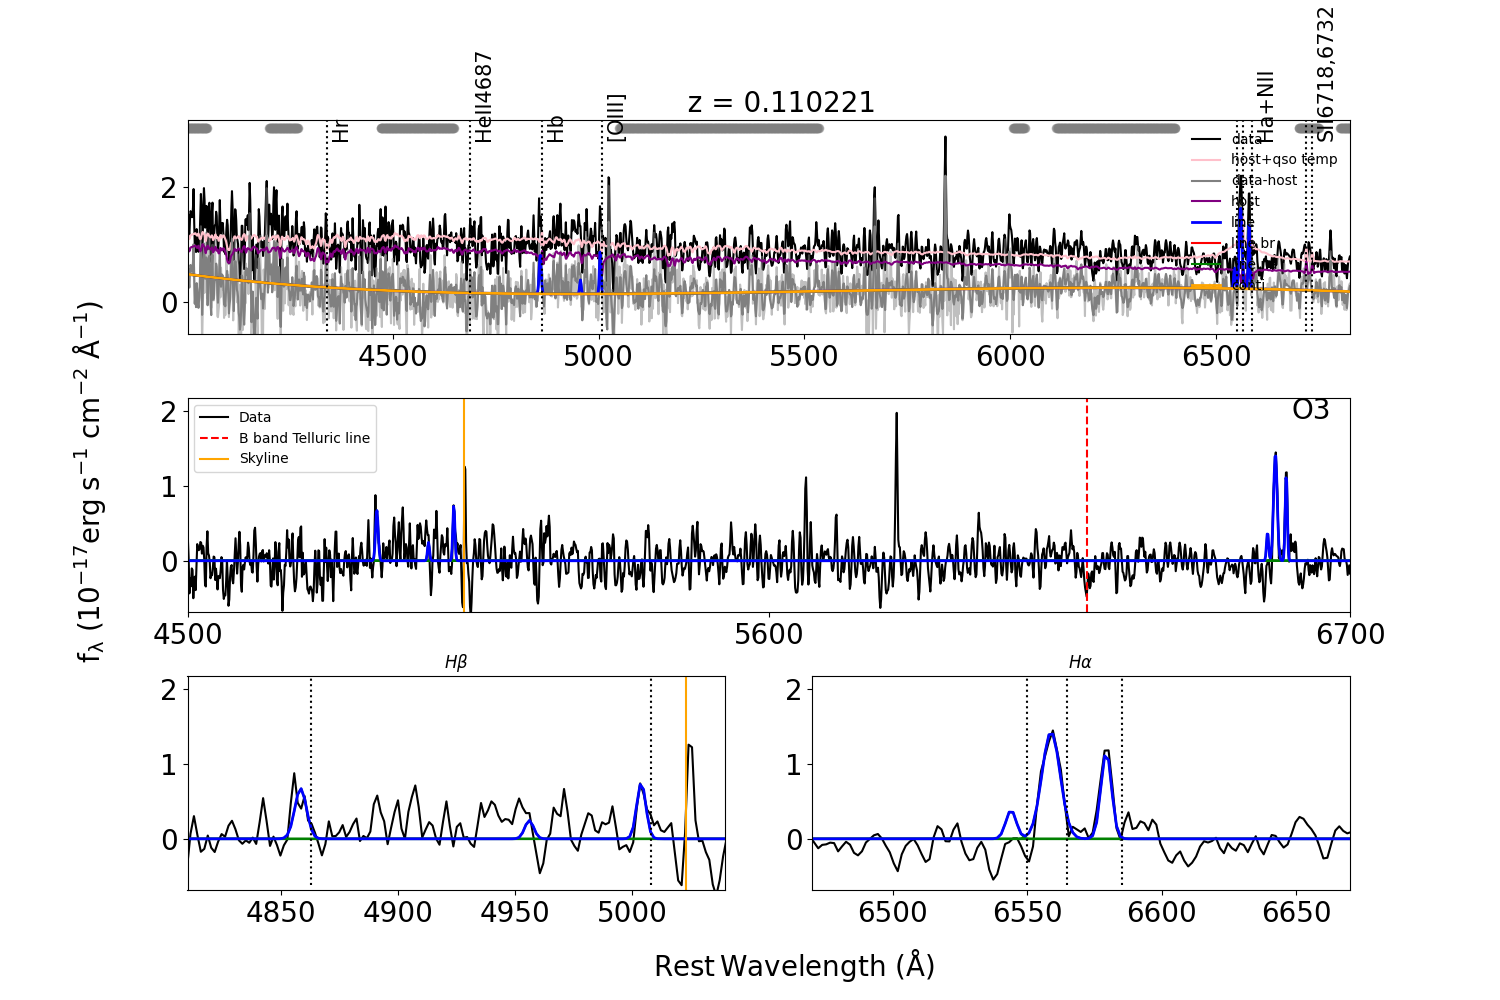 z = 0.110221
Hr
HeII4687
Hb
[OIII]
Ha+NII
SII6718,6732
data
host+qso temp
data-host
host
line
line br
conti
2
0
4500 5000 5500 6000 6500
f_λ (10^−17 erg s^−1 cm^−2 Å^−1)
O3
Data
B band Telluric line
Skyline
2
1
0
4500 5600 6700
Hβ
2
1
0
4850 4900 4950 5000
Hα
2
1
0
6500 6550 6600 6650
Rest Wavelength (Å)